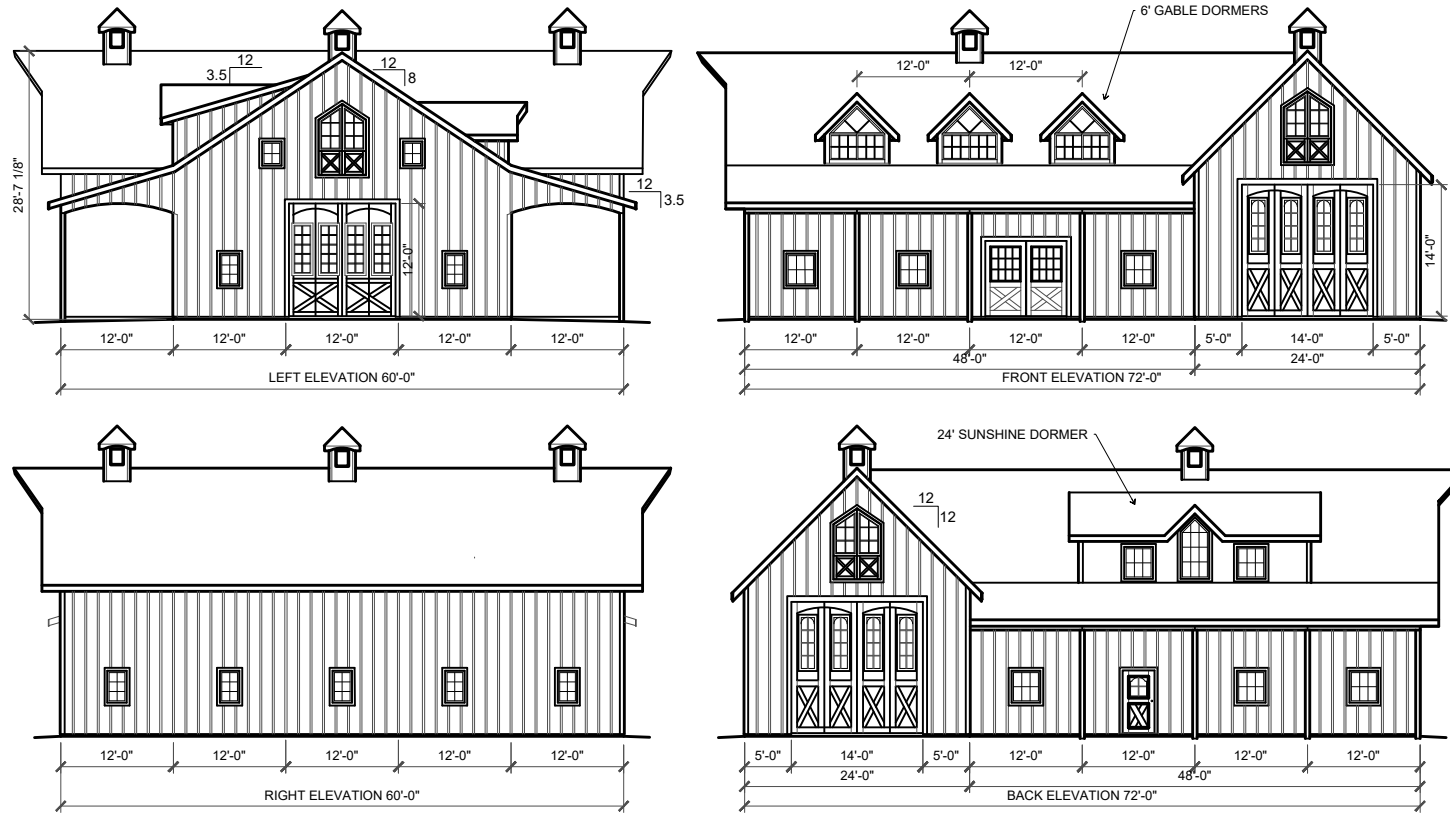 6' GABLE DORMERS
12
3.5
12
8
12'-0" 12'-0"
28'-7 1/8"
12
3.5
12'-0"
14'-0"
12'-0" 12'-0" 12'-0" 12'-0" 12'-0"
LEFT ELEVATION 60'-0"
12'-0" 12'-0" 12'-0" 12'-0" 5'-0" 14'-0" 5'-0"
48'-0" 24'-0"
FRONT ELEVATION 72'-0"
24' SUNSHINE DORMER
12
12
12'-0" 12'-0" 12'-0" 12'-0" 12'-0"
RIGHT ELEVATION 60'-0"
5'-0" 14'-0" 5'-0" 12'-0" 12'-0" 12'-0" 12'-0"
24'-0" 48'-0"
BACK ELEVATION 72'-0"